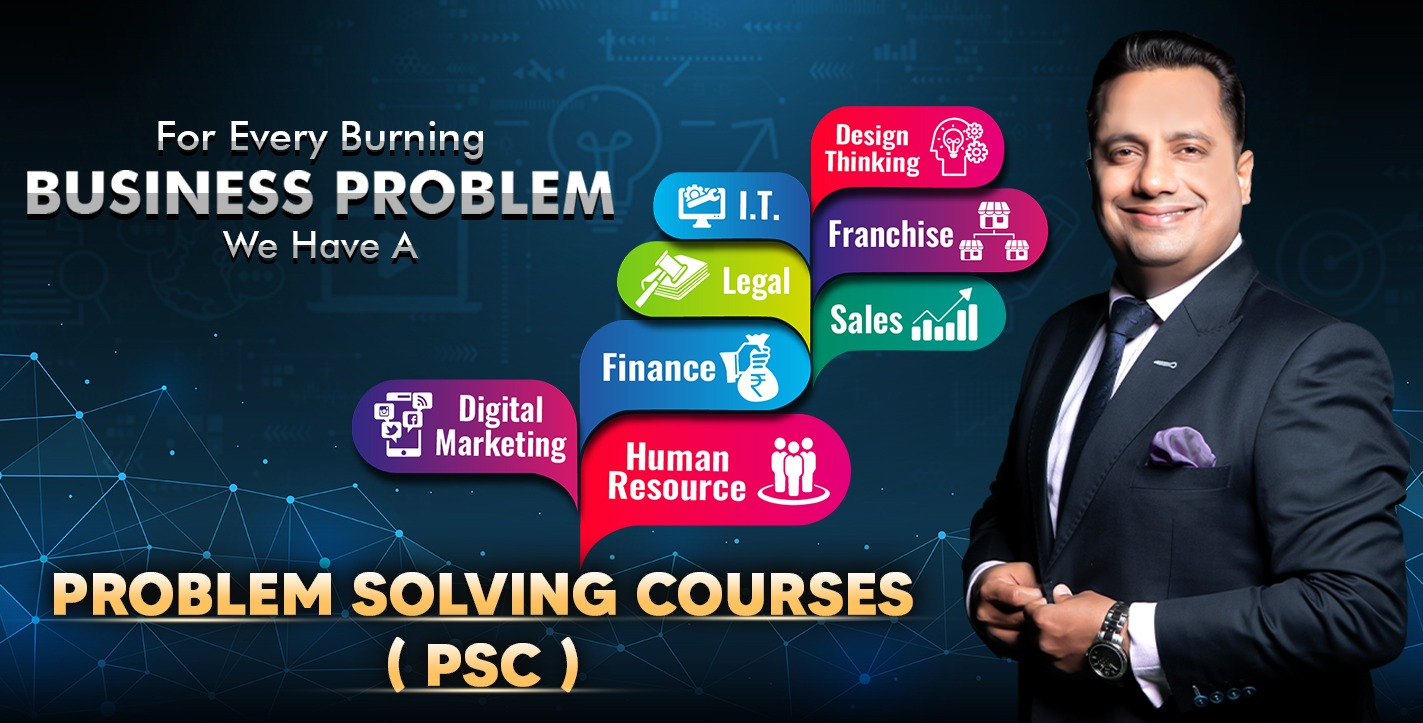 For Every Burning
BUSINESS PROBLEM
We Have A
Design
Thinking
I.T.
Franchise
Legal
Sales
Finance
₹
Digital
Marketing
Human
Resource
PROBLEM SOLVING COURSES
( PSC )